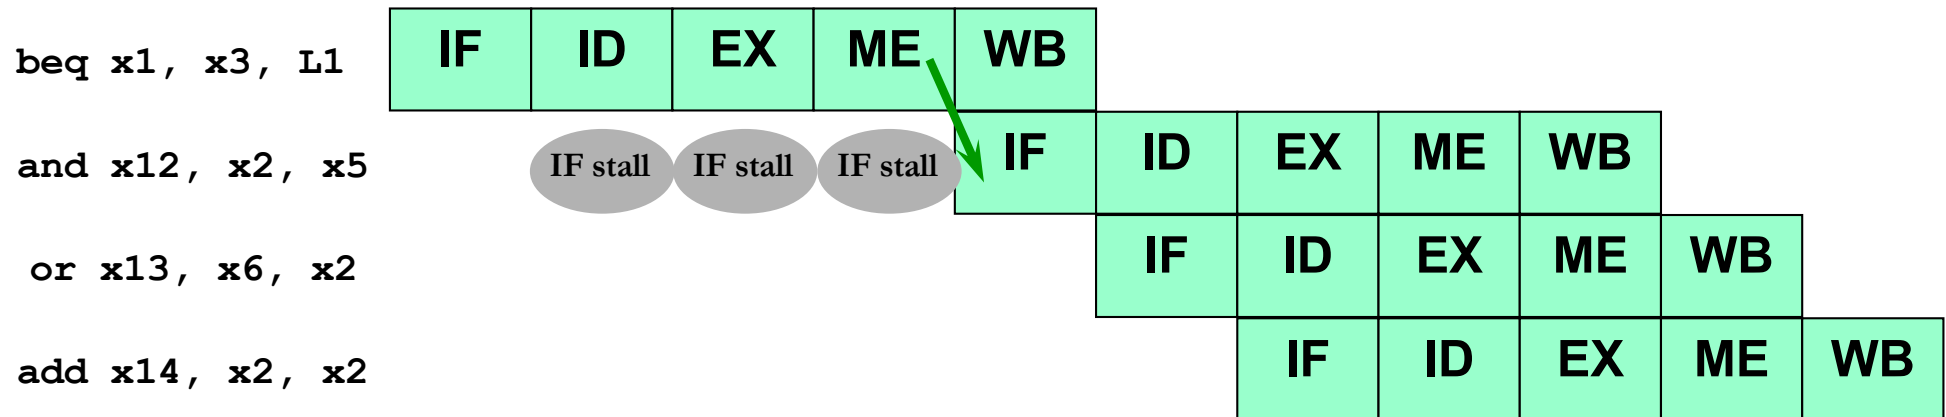 beq x1, x3, L1 IF ID EX ME WB
and x12, x2, x5 IF stall IF stall IF stall IF ID EX ME WB
or x13, x6, x2 IF ID EX ME WB
add x14, x2, x2 IF ID EX ME WB